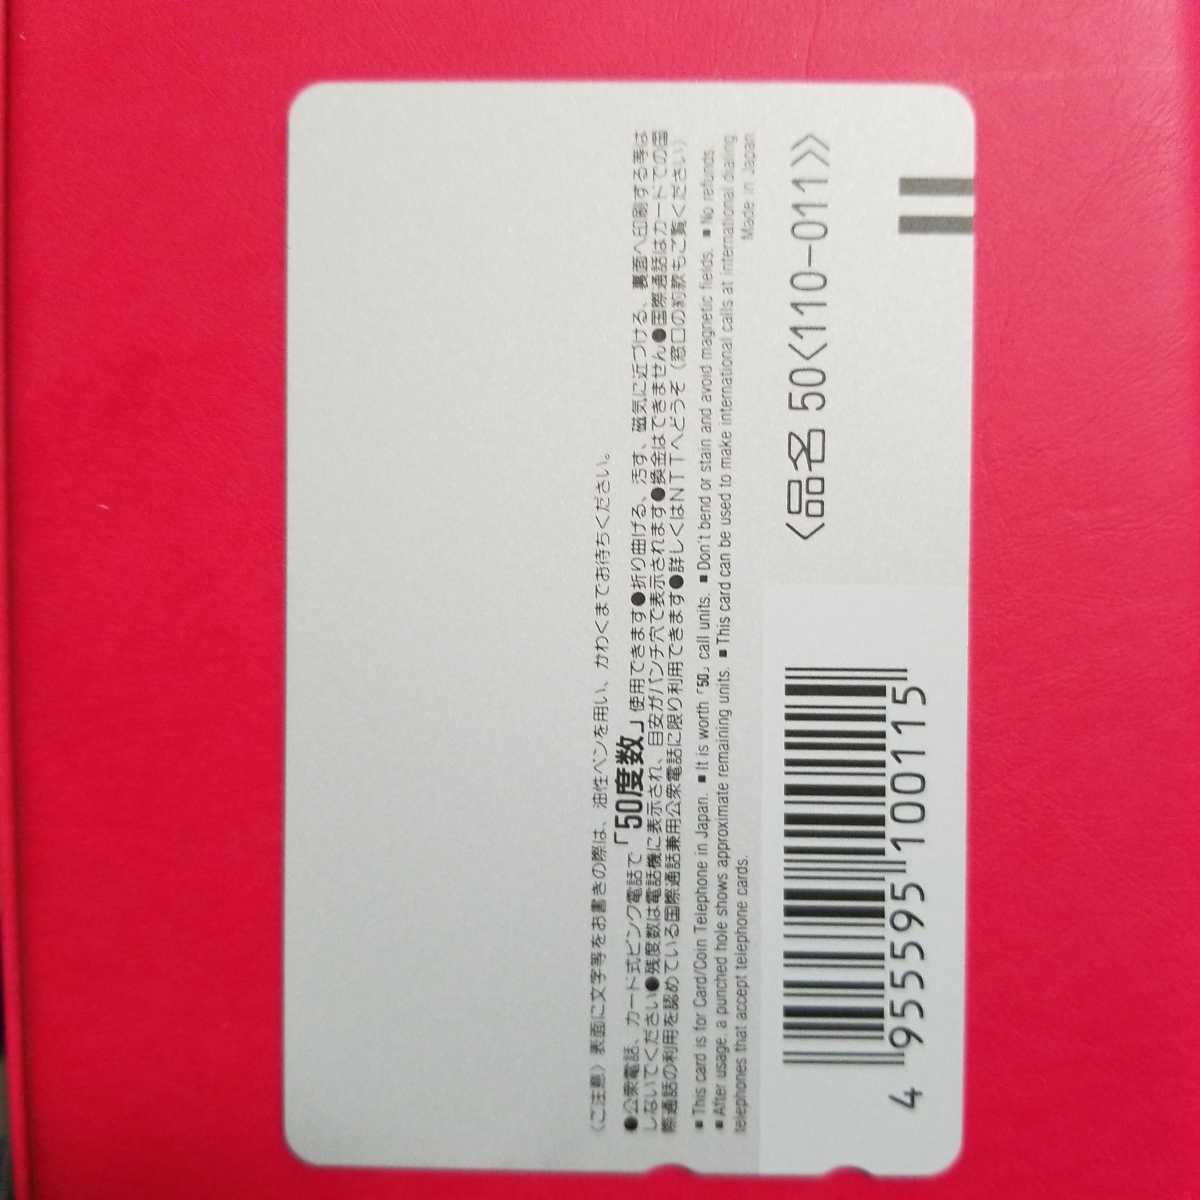 〈ご注意〉表面に文字等をお書きの際は、油性ペンを用い、かわくまでお待ちください。
●公衆電話、カード式ピンク電話で「50度数」使用できます●折り曲げる、汚す、磁気に近づける、裏面へ印刷する等は
しないでください●残度数は電話機に表示され、目安がパンチ穴で表示されます●換金はできません●国際通話はカードでの国
際通話の利用を認めている国際通話兼用公衆電話に限り利用できます●詳しくはNTTへどうぞ（窓口の約款もご覧ください）
■This card is for Card/Coin Telephone in Japan. ■It is worth「50」call units. ■Don't bend or stain and avoid magnetic fields. ■No refunds.
■After usage, a punched hole shows approximate remaining units. ■This card can be used to make international calls at international dialing
telephones that accept telephone cards.
Made in Japan
〈品名 50〈110−011〉〉
4 955595 100115